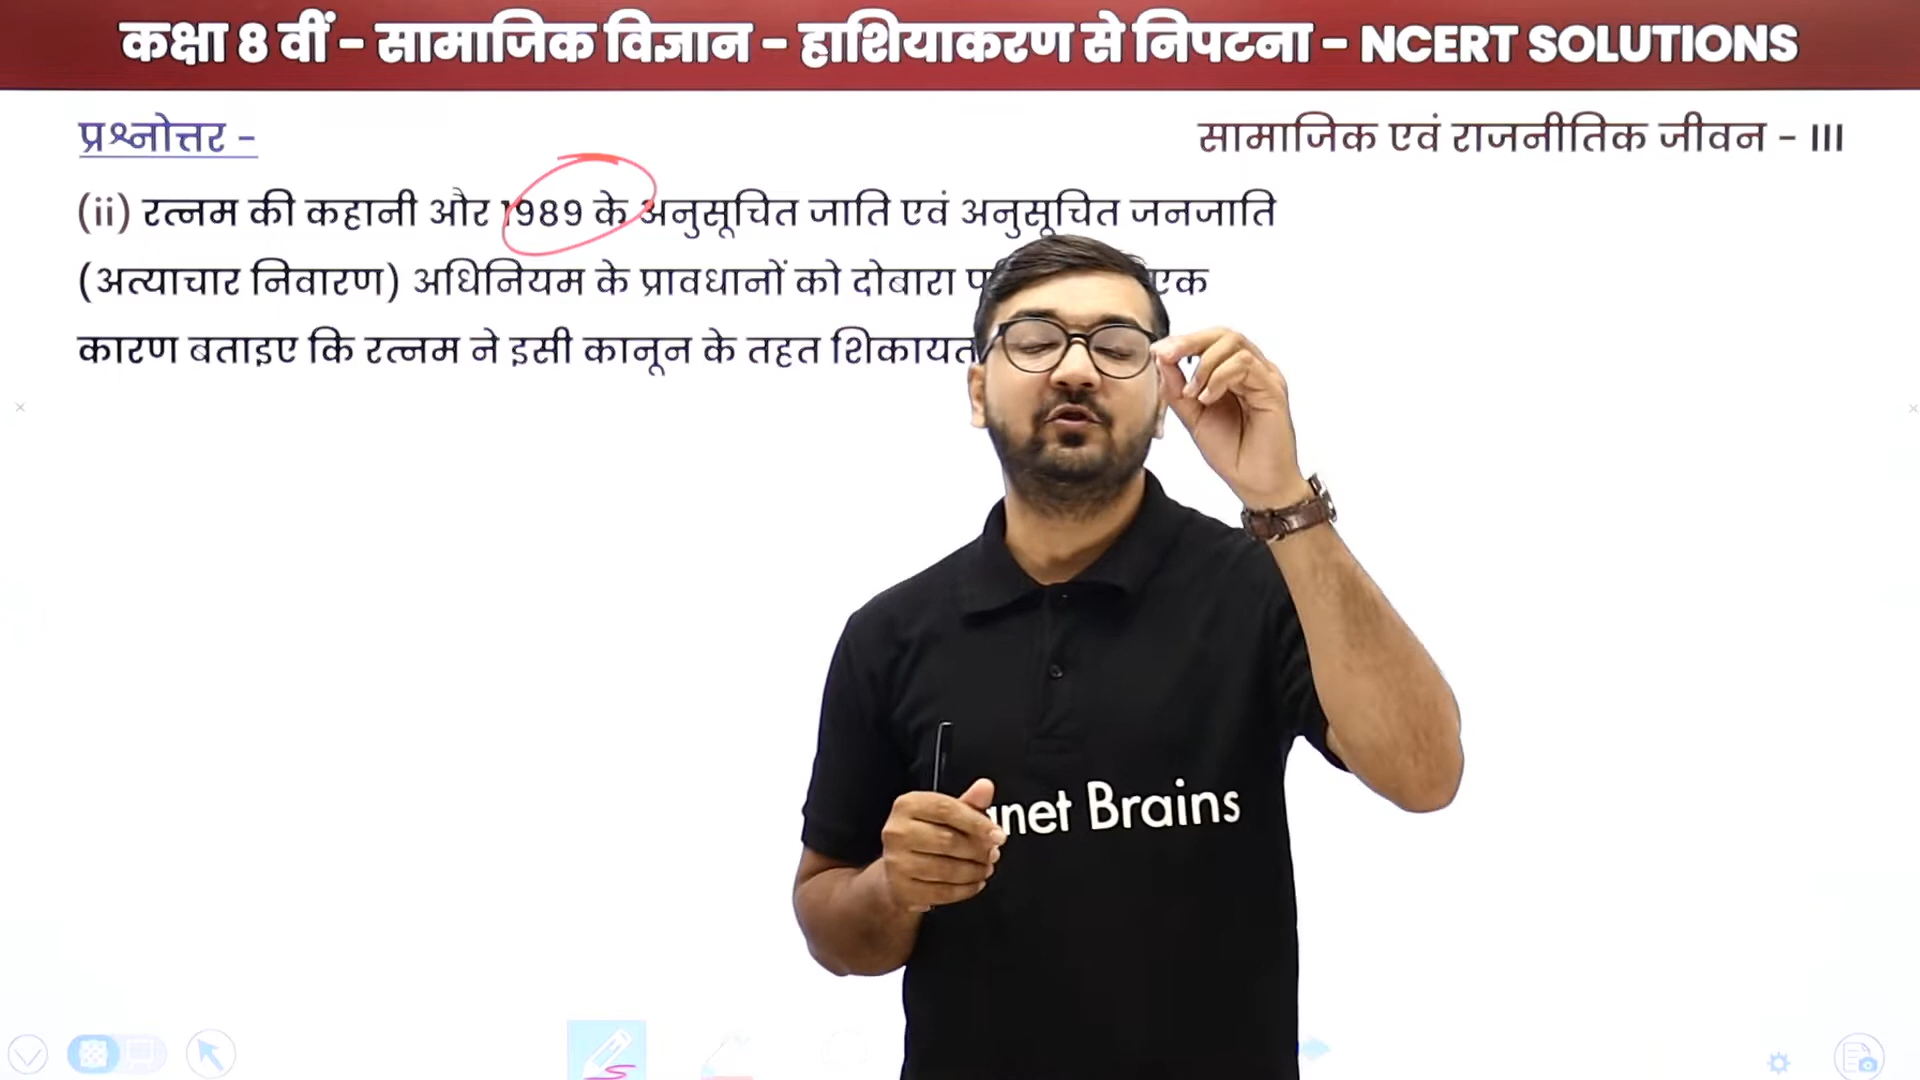 कक्षा 8 वीं - सामाजिक विज्ञान - हाशियाकरण से निपटना - NCERT SOLUTIONS
प्रश्नोत्तर -
सामाजिक एवं राजनीतिक जीवन - III
(ii) रत्नम की कहानी और 1989 के अनुसूचित जाति एवं अनुसूचित जनजाति
(अत्याचार निवारण) अधिनियम के प्रावधानों को दोबारा एक
कारण बताइए कि रत्नम ने इसी कानून के तहत शिकायत
Brains